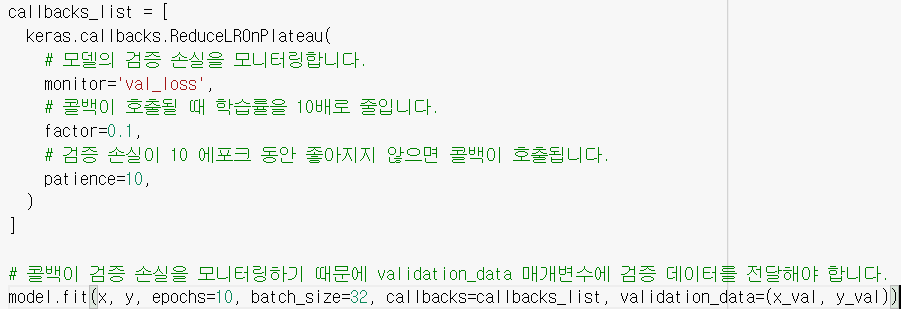 callbacks_list = [
  keras.callbacks.ReduceLROnPlateau(
    # 모델의 검증 손실을 모니터링합니다.
    monitor='val_loss',
    # 콜백이 호출될 때 학습률을 10배로 줄입니다.
    factor=0.1,
    # 검증 손실이 10 에포크 동안 좋아지지 않으면 콜백이 호출됩니다.
    patience=10,
  )
]
# 콜백이 검증 손실을 모니터링하기 때문에 validation_data 매개변수에 검증 데이터를 전달해야 합니다.
model.fit(x, y, epochs=10, batch_size=32, callbacks=callbacks_list, validation_data=(x_val, y_val))